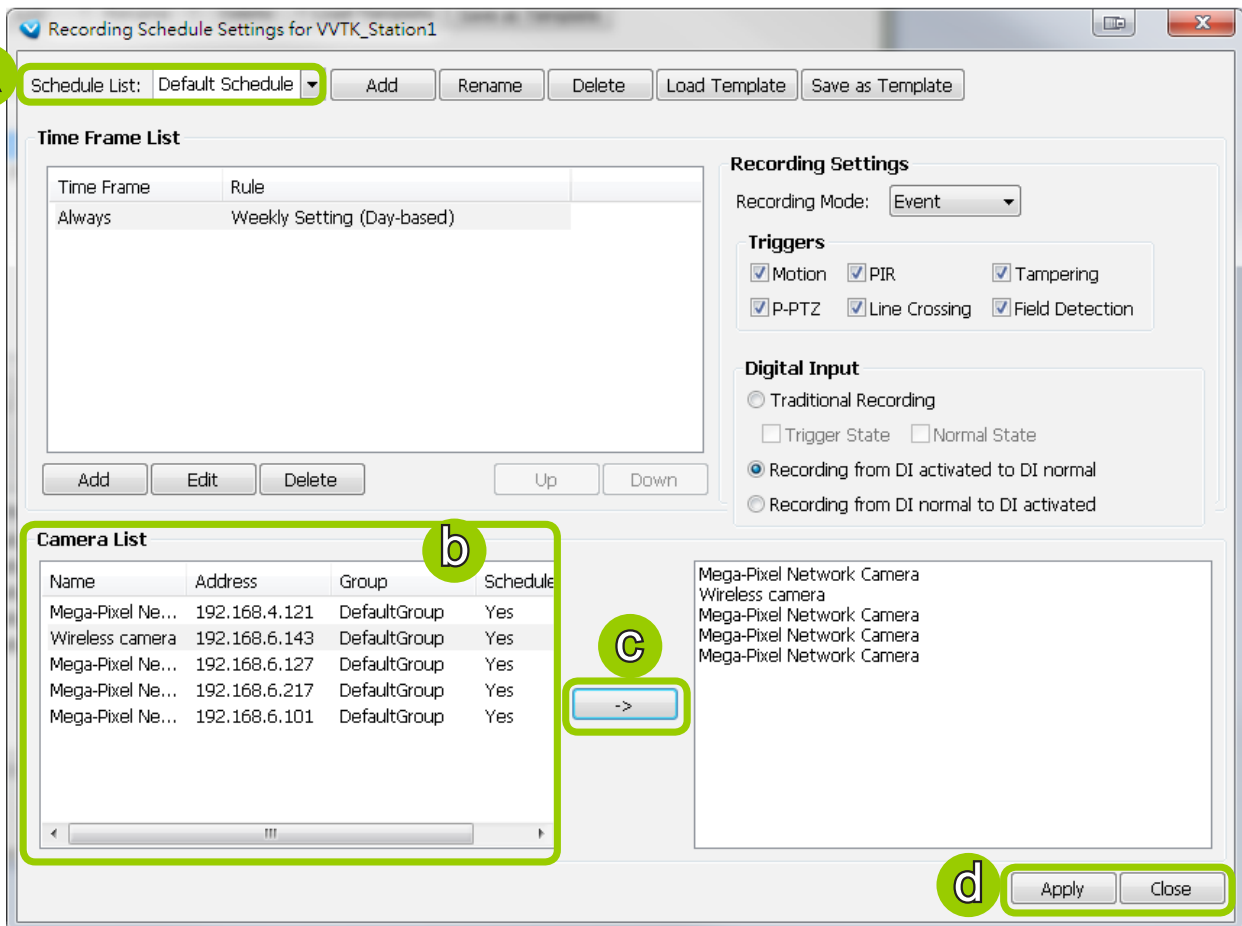 Recording Schedule Settings for VVTK_Station1
Schedule List: Default Schedule Add Rename Delete Load Template Save as Template
Time Frame List
Time Frame Rule
Always Weekly Setting (Day-based)
Add Edit Delete Up Down
Recording Settings
Recording Mode: Event
Triggers
Motion PIR Tampering
P-PTZ Line Crossing Field Detection
Digital Input
Traditional Recording
Trigger State Normal State
Recording from DI activated to DI normal
Recording from DI normal to DI activated
Camera List
b
Name Address Group Schedule
Mega-Pixel Ne... 192.168.4.121 DefaultGroup Yes
Wireless camera 192.168.6.143 DefaultGroup Yes
Mega-Pixel Ne... 192.168.6.127 DefaultGroup Yes
Mega-Pixel Ne... 192.168.6.217 DefaultGroup Yes
Mega-Pixel Ne... 192.168.6.101 DefaultGroup Yes
c
->
Mega-Pixel Network Camera
Wireless camera
Mega-Pixel Network Camera
Mega-Pixel Network Camera
Mega-Pixel Network Camera
d
Apply Close